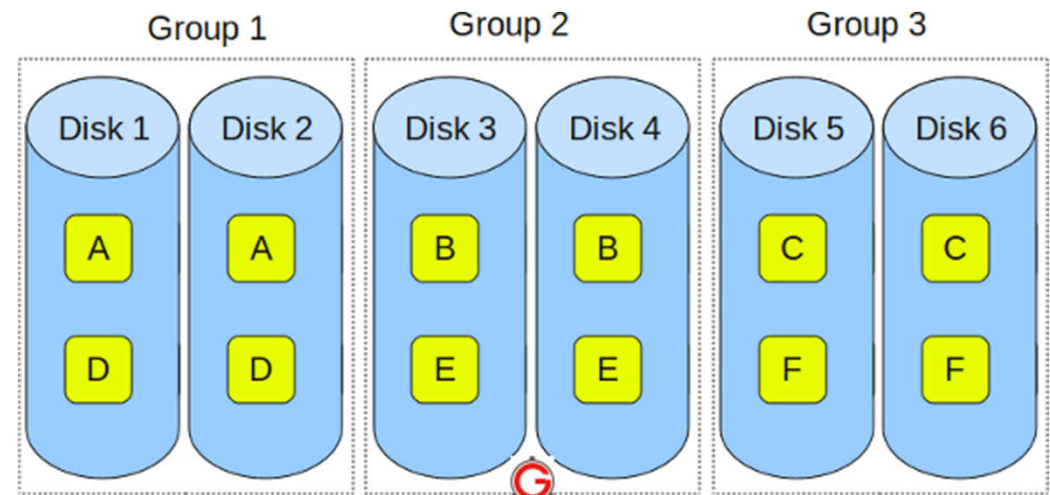 Group 1 Group 2 Group 3
Disk 1 Disk 2 Disk 3 Disk 4 Disk 5 Disk 6
A A B B C C
D D E E F F
G